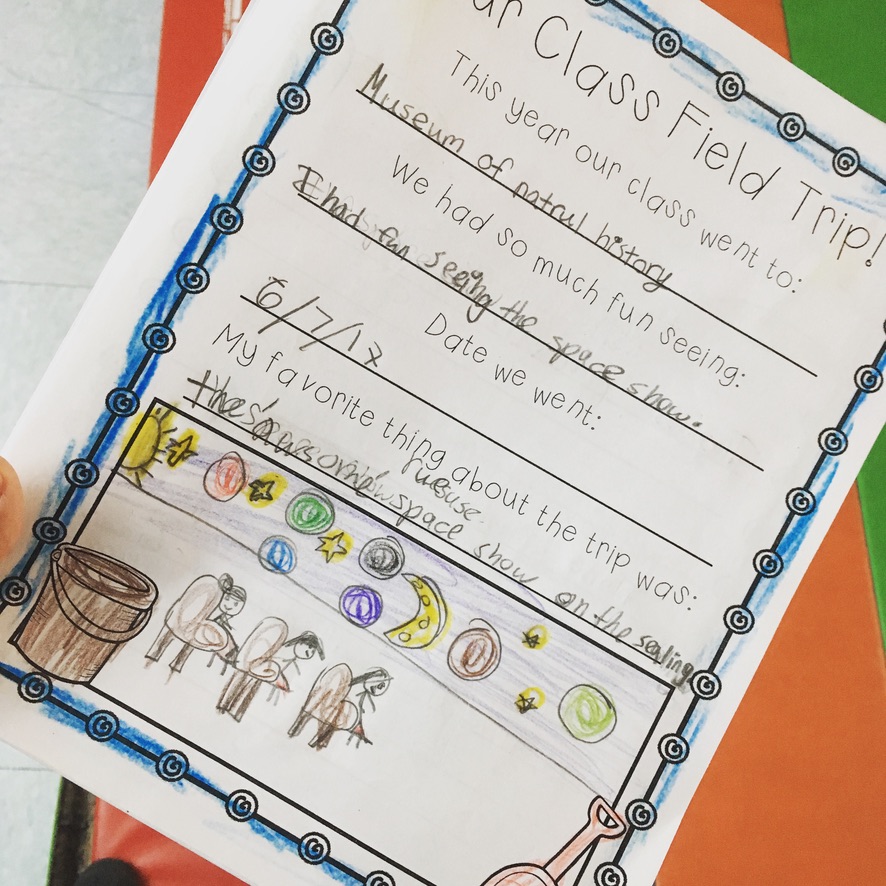 ur Class Field Trip!
This year our class went to:
Museum of natrul history
We had so much fun seeing:
I had fun seeing the space show.
Date we went:
6/7/17
My favorite thing about the trip was:
the space show on the sealing.